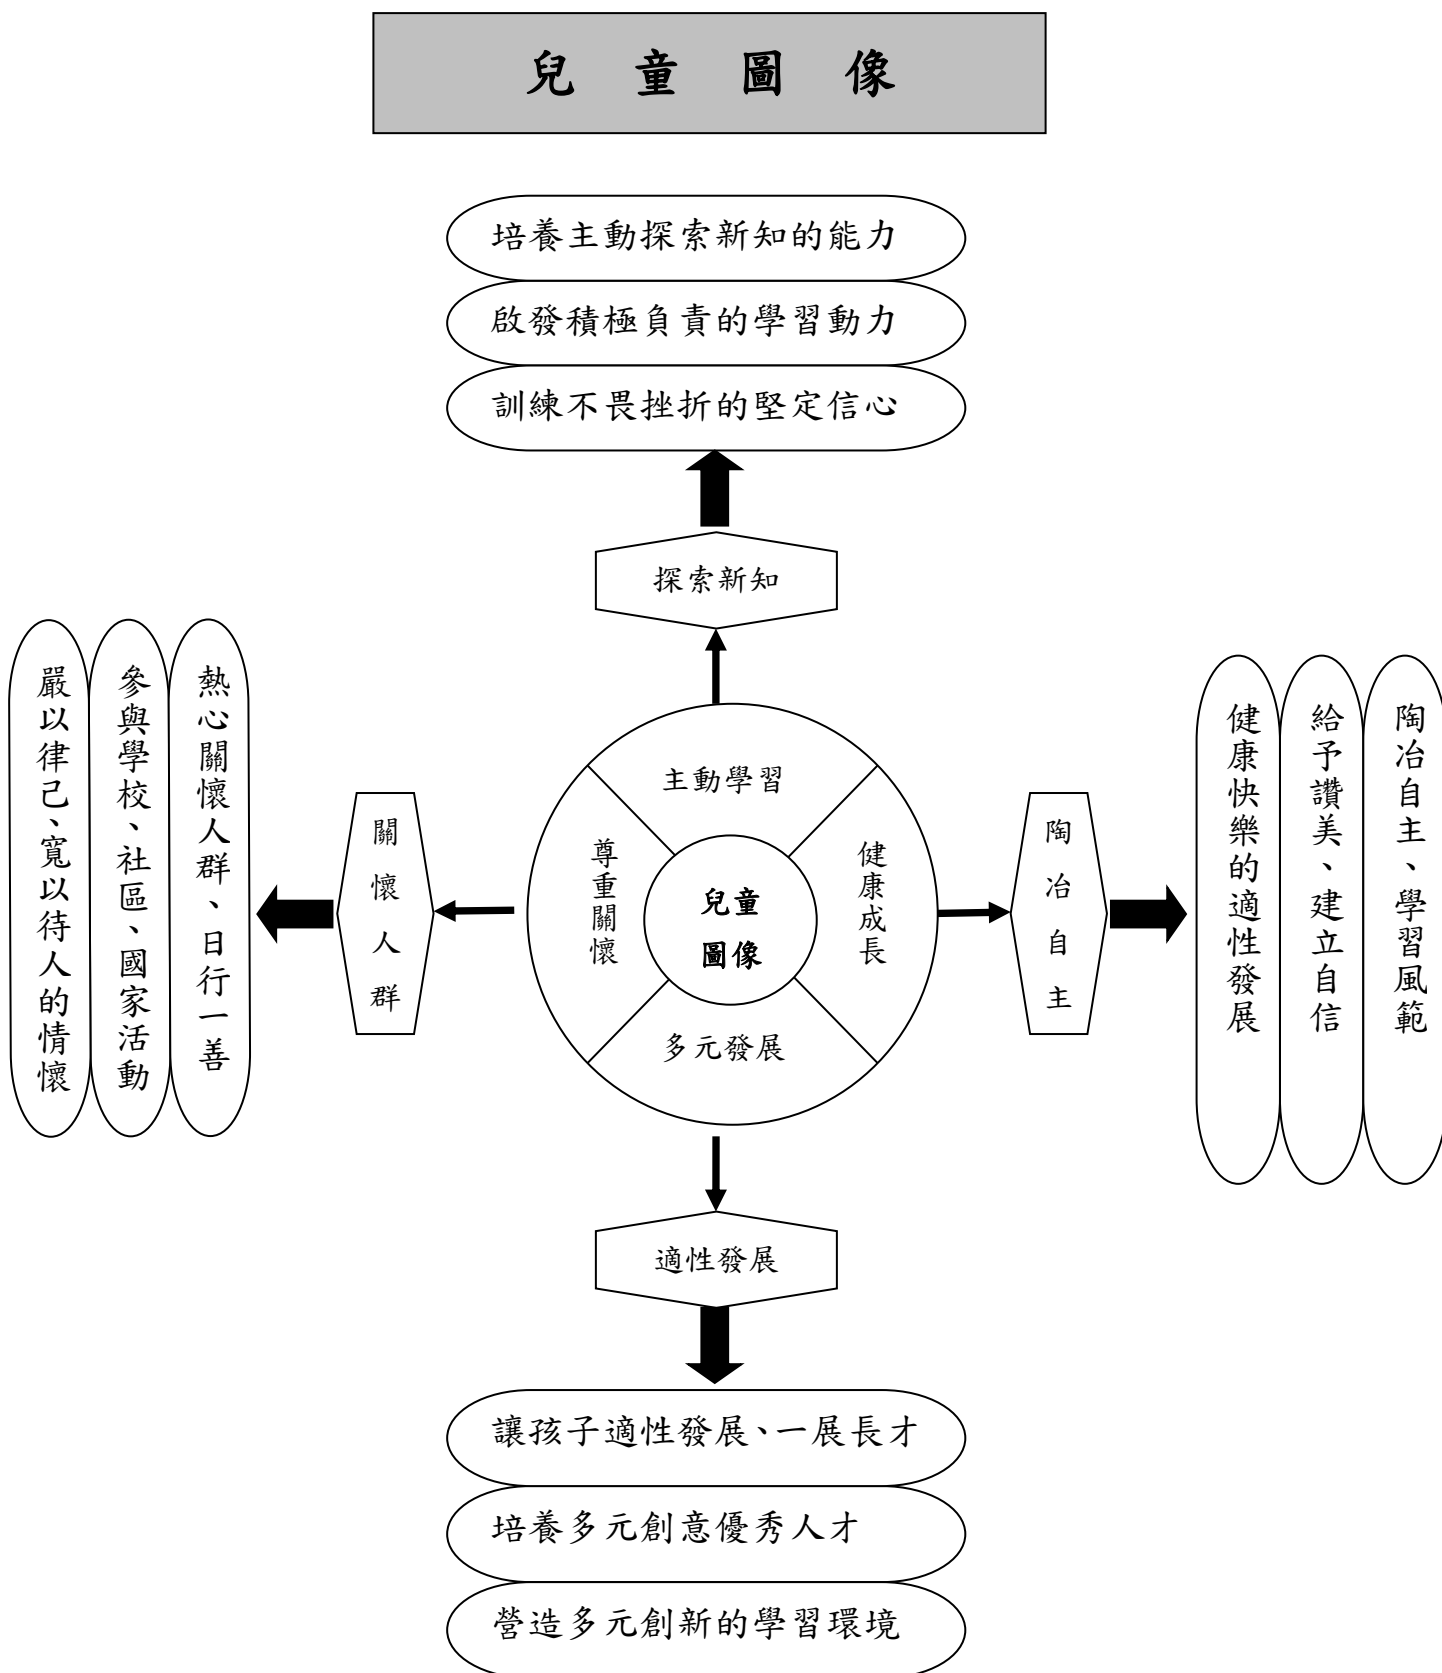 兒童圖像
培養主動探索新知的能力
啟發積極負責的學習動力
訓練不畏挫折的堅定信心
探索新知
熱心關懷人群、日行一善
參與學校、社區、國家活動
嚴以律己、寬以待人的情懷
關懷人群
主動學習
尊重關懷
兒童
圖像
健康成長
多元發展
陶冶自主
陶冶自主、學習風範
給予讚美、建立自信
健康快樂的適性發展
適性發展
讓孩子適性發展、一展長才
培養多元創意優秀人才
營造多元創新的學習環境